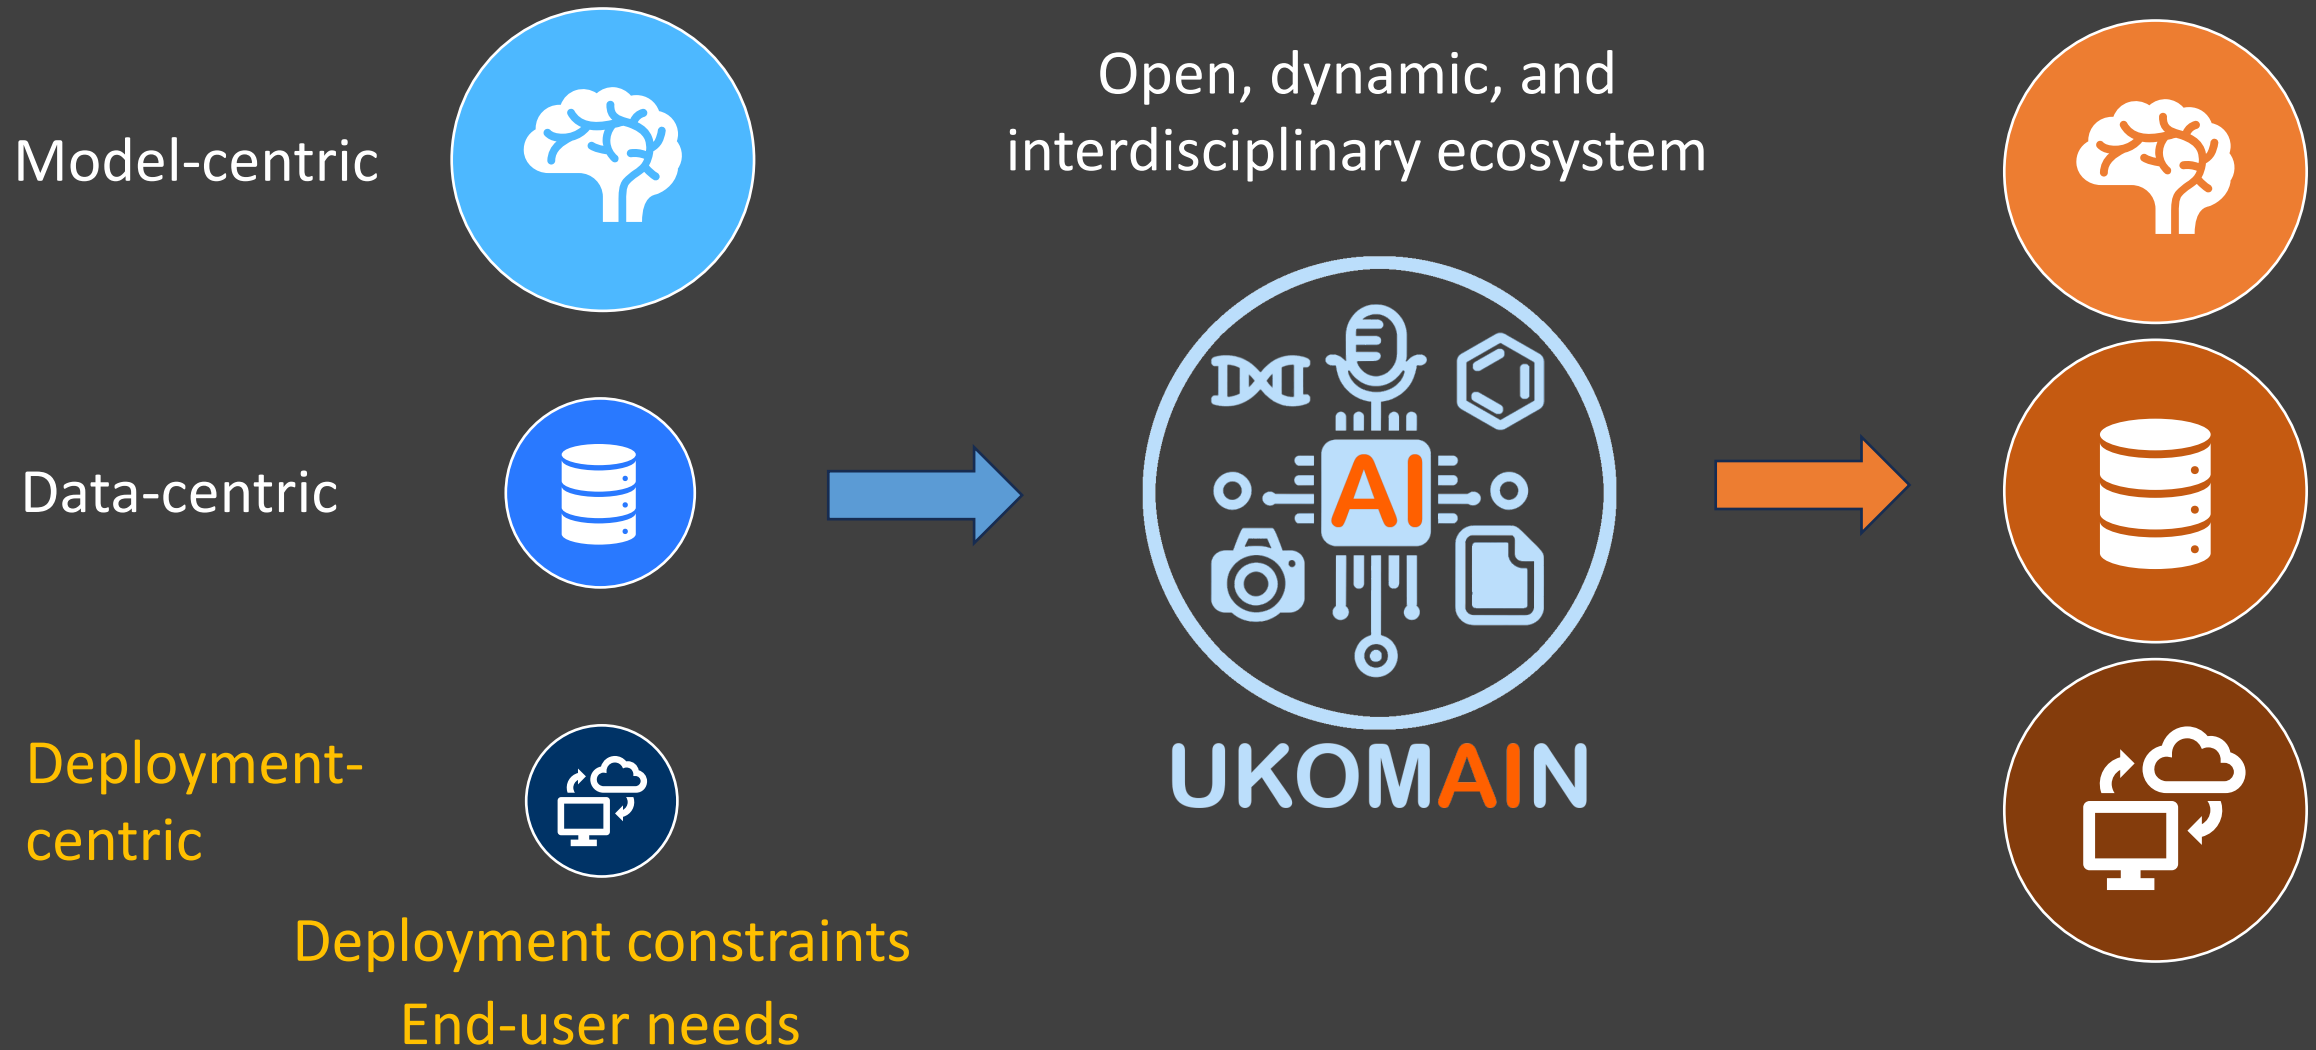 Model-centric
Open, dynamic, and
interdisciplinary ecosystem
Data-centric
AI
UKOMAIN
Deployment-
centric
Deployment constraints
End-user needs